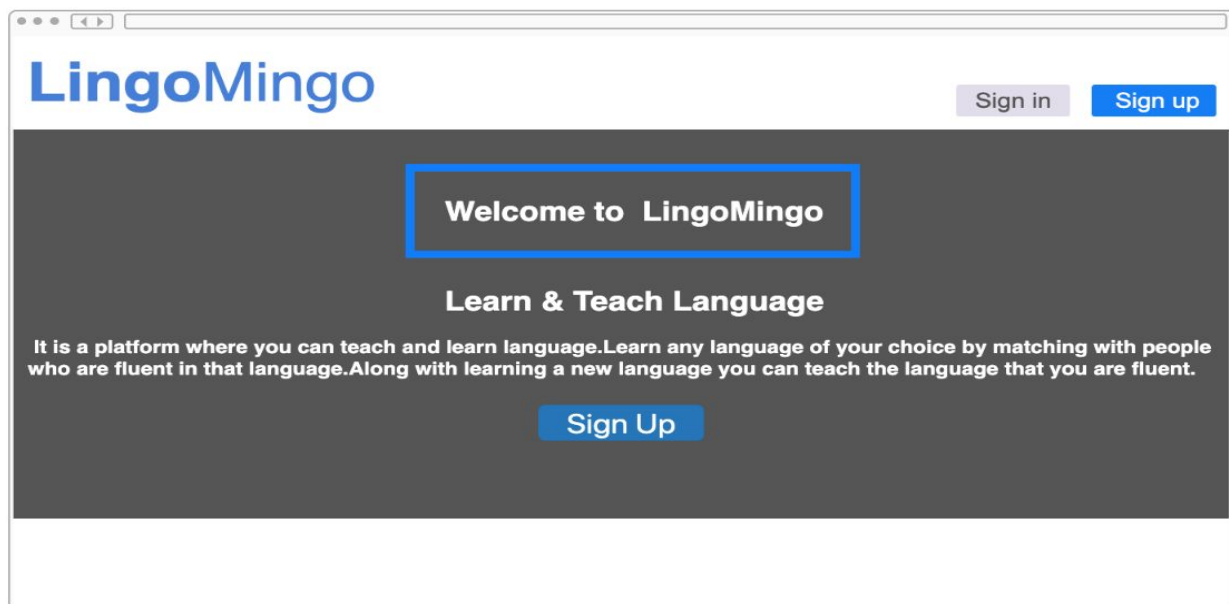 LingoMingo
Sign in
Sign up
Welcome to  LingoMingo
Learn & Teach Language
It is a platform where you can teach and learn language.Learn any language of your choice by matching with people
who are fluent in that language.Along with learning a new language you can teach the language that you are fluent.
Sign Up